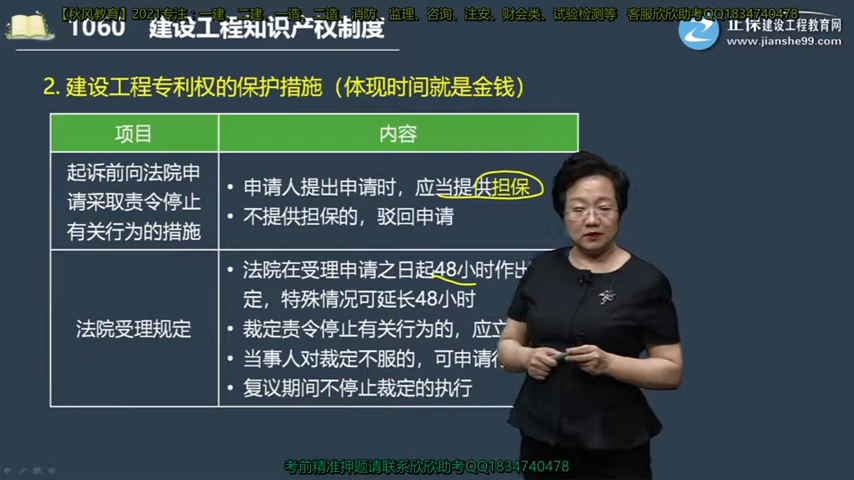 【秋风教育】2021专注：一建、二建、一造、二造、消防、监理、咨询、注安、财会类、试验检测等 客服欣欣助考QQ1834740478
1060 建设工程知识产权制度
正保建设工程教育网
www.jianshe99.com
2. 建设工程专利权的保护措施（体现时间就是金钱）
项目
内容
起诉前向法院申
请采取责令停止
有关行为的措施
• 申请人提出申请时，应当提供担保
• 不提供担保的，驳回申请
法院受理规定
• 法院在受理申请之日起48小时作出
定，特殊情况可延长48小时
• 裁定责令停止有关行为的，应立
• 当事人对裁定不服的，可申请
• 复议期间不停止裁定的执行
考前精准押题请联系欣欣助考QQ1834740478